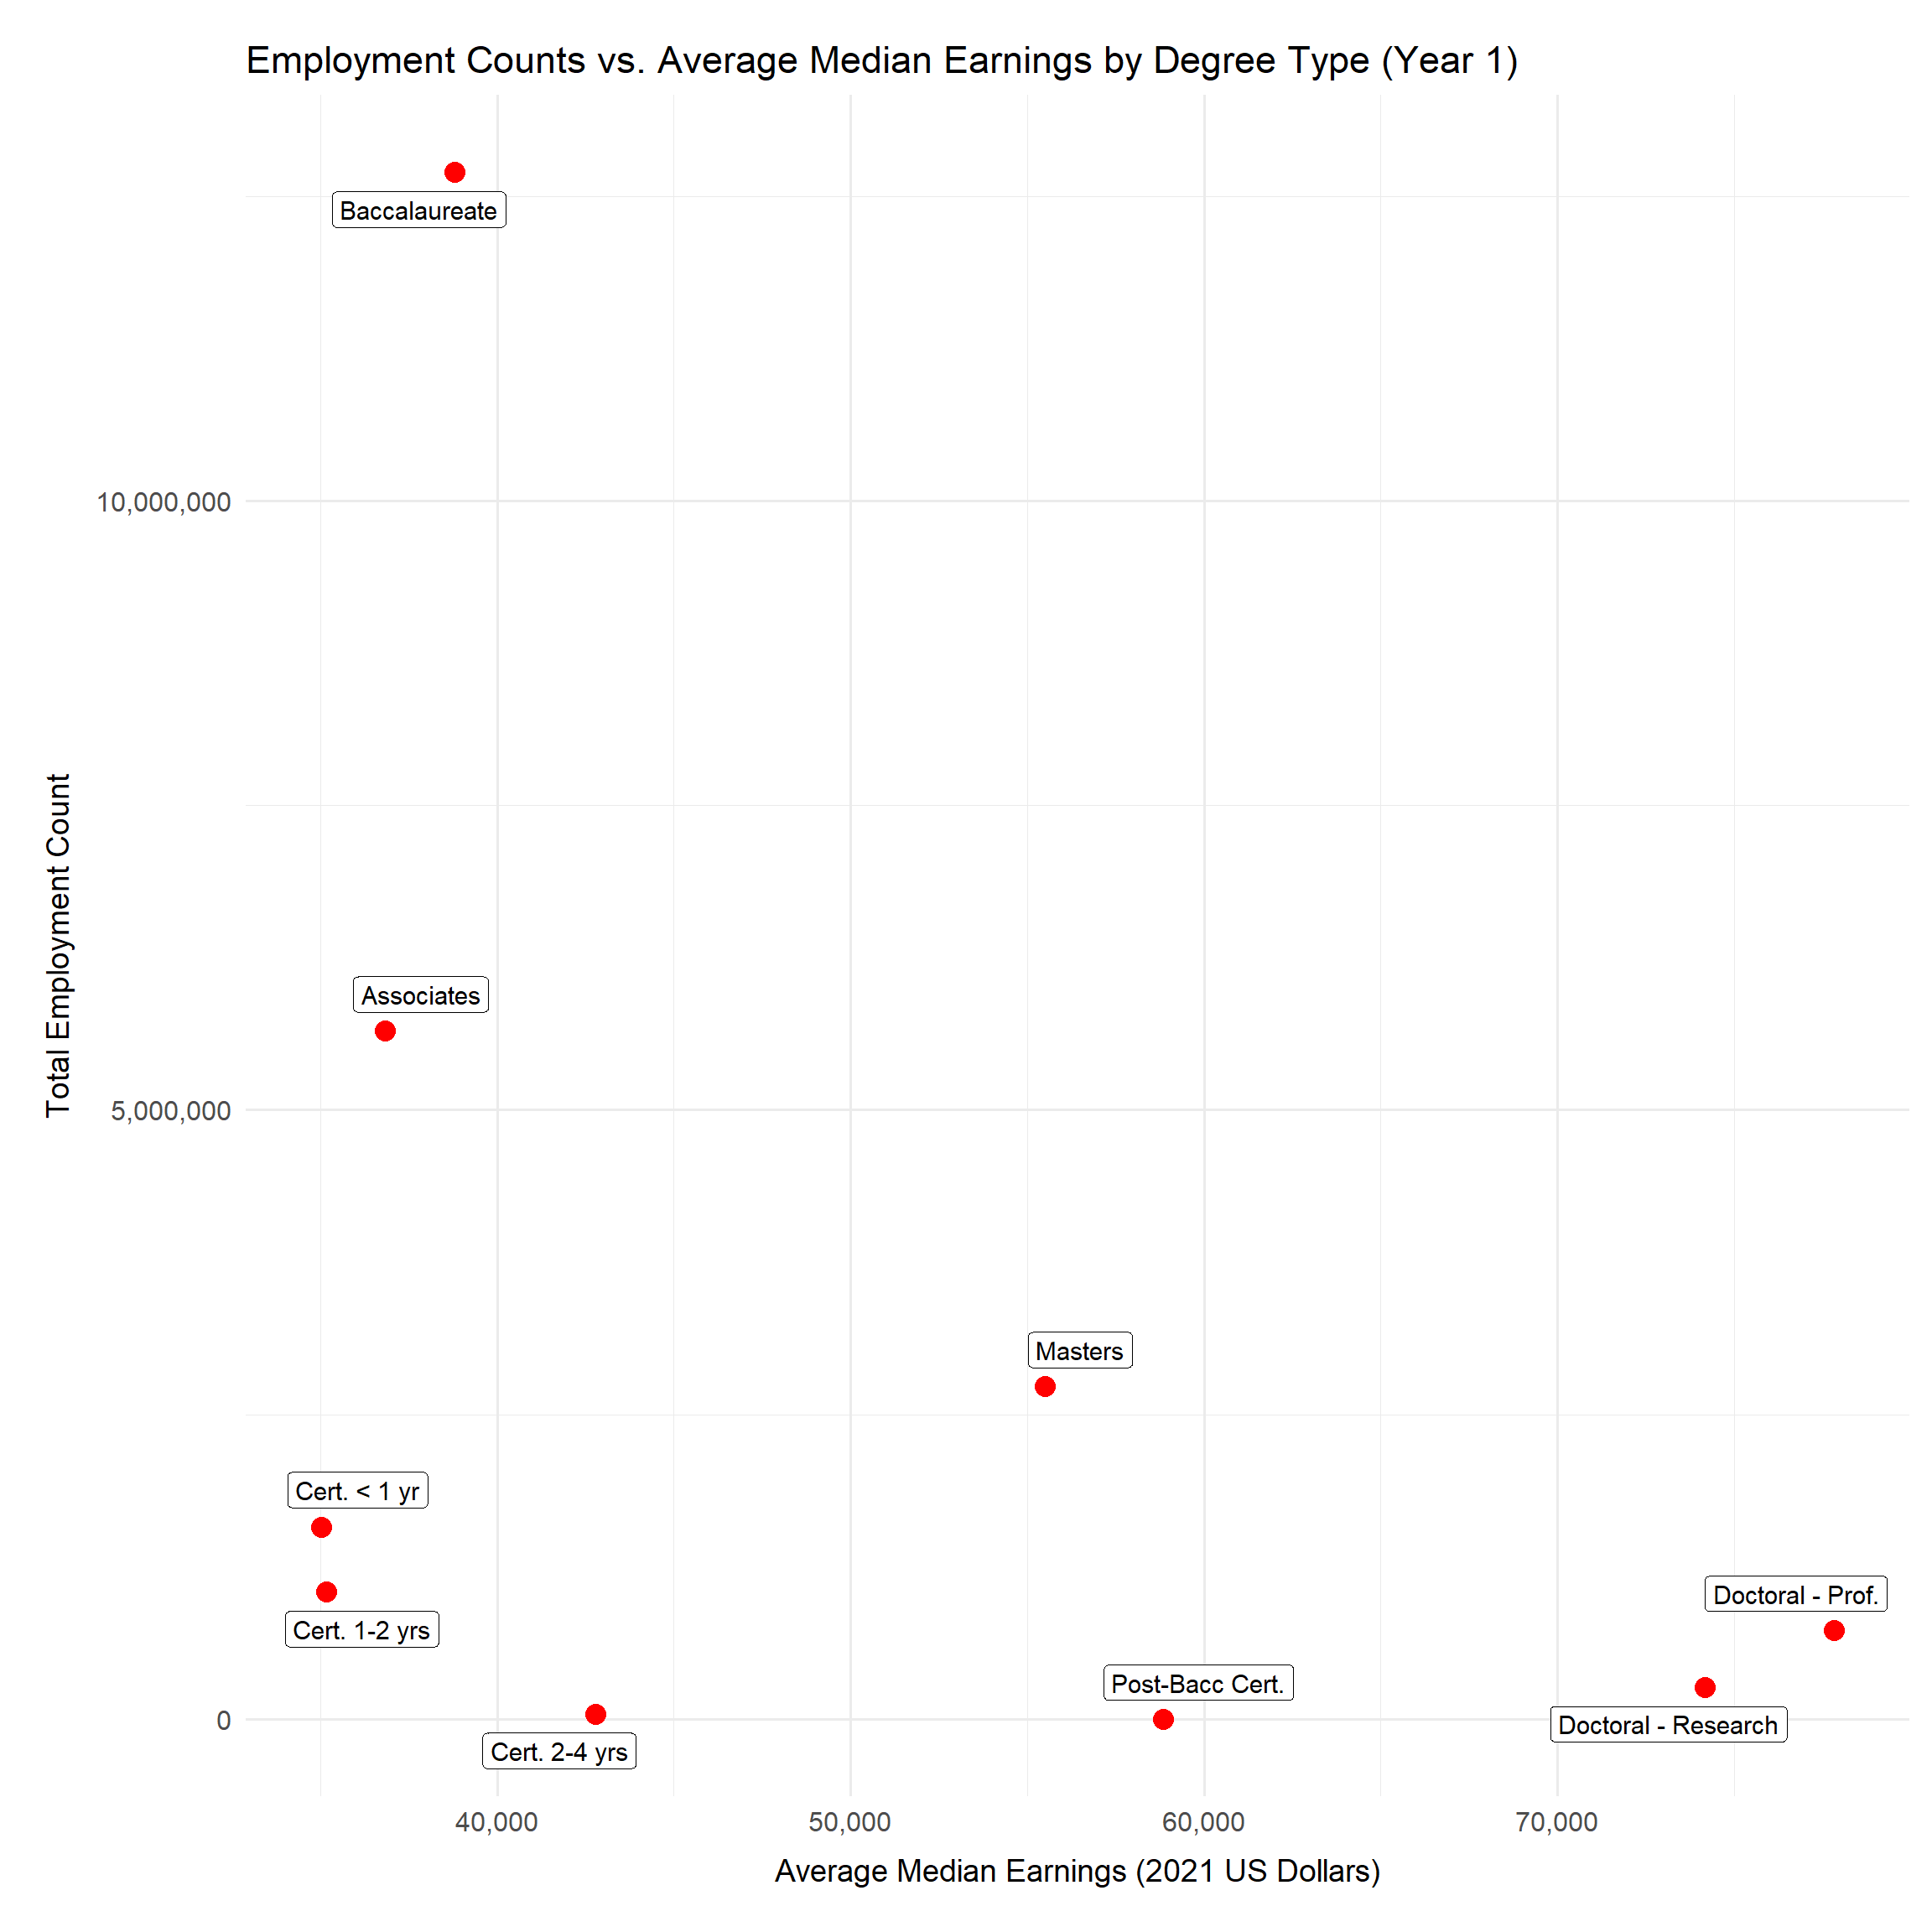 Employment Counts vs. Average Median Earnings by Degree Type (Year 1)
Baccalaureate
10,000,000
Total Employment Count
Associates
5,000,000
Masters
Cert. < 1 yr
Cert. 1-2 yrs
Doctoral - Prof.
Post-Bacc Cert.
Doctoral - Research
0
Cert. 2-4 yrs
40,000
50,000
60,000
70,000
Average Median Earnings (2021 US Dollars)